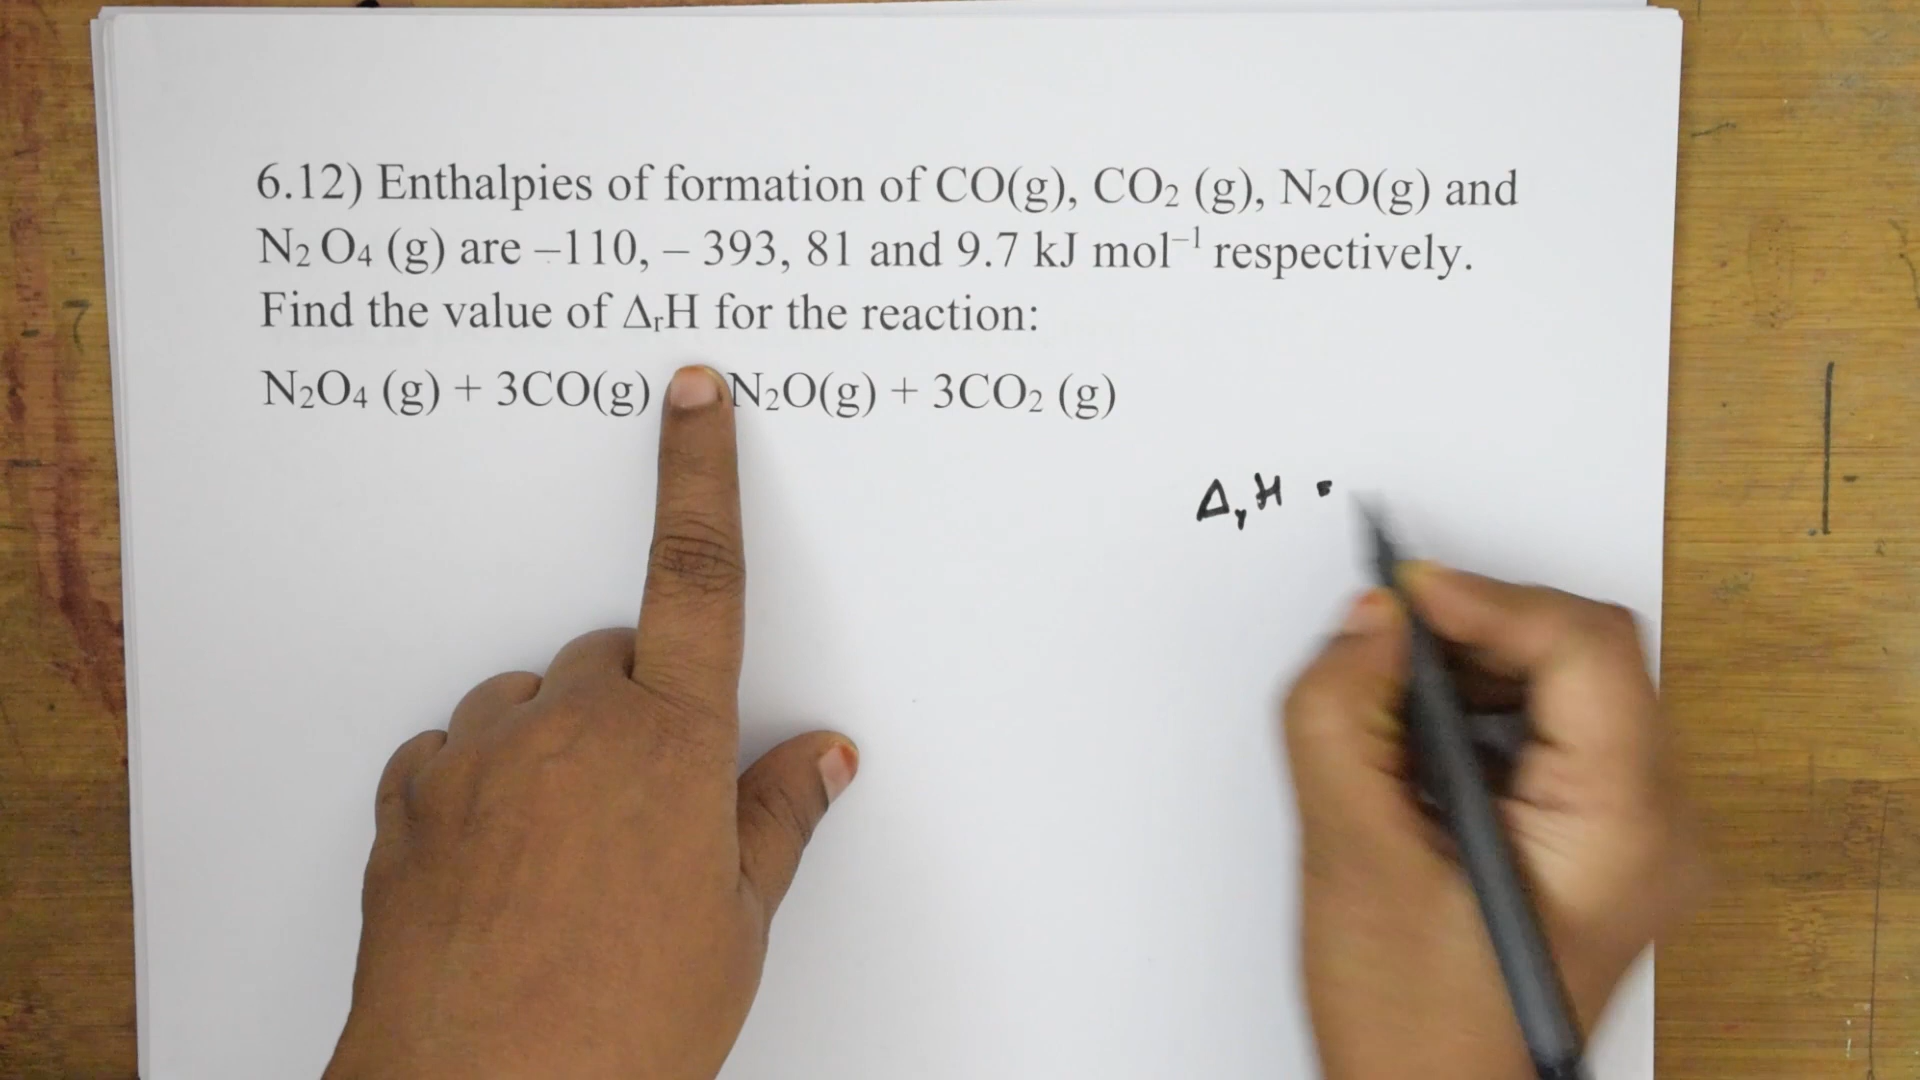 6.12) Enthalpies of formation of CO(g), CO₂ (g), N₂O(g) and
N₂ O₄ (g) are –110, – 393, 81 and 9.7 kJ mol⁻¹ respectively.
Find the value of ΔᵣH for the reaction:
N₂O₄ (g) + 3CO(g) N₂O(g) + 3CO₂ (g)
ΔᵣH